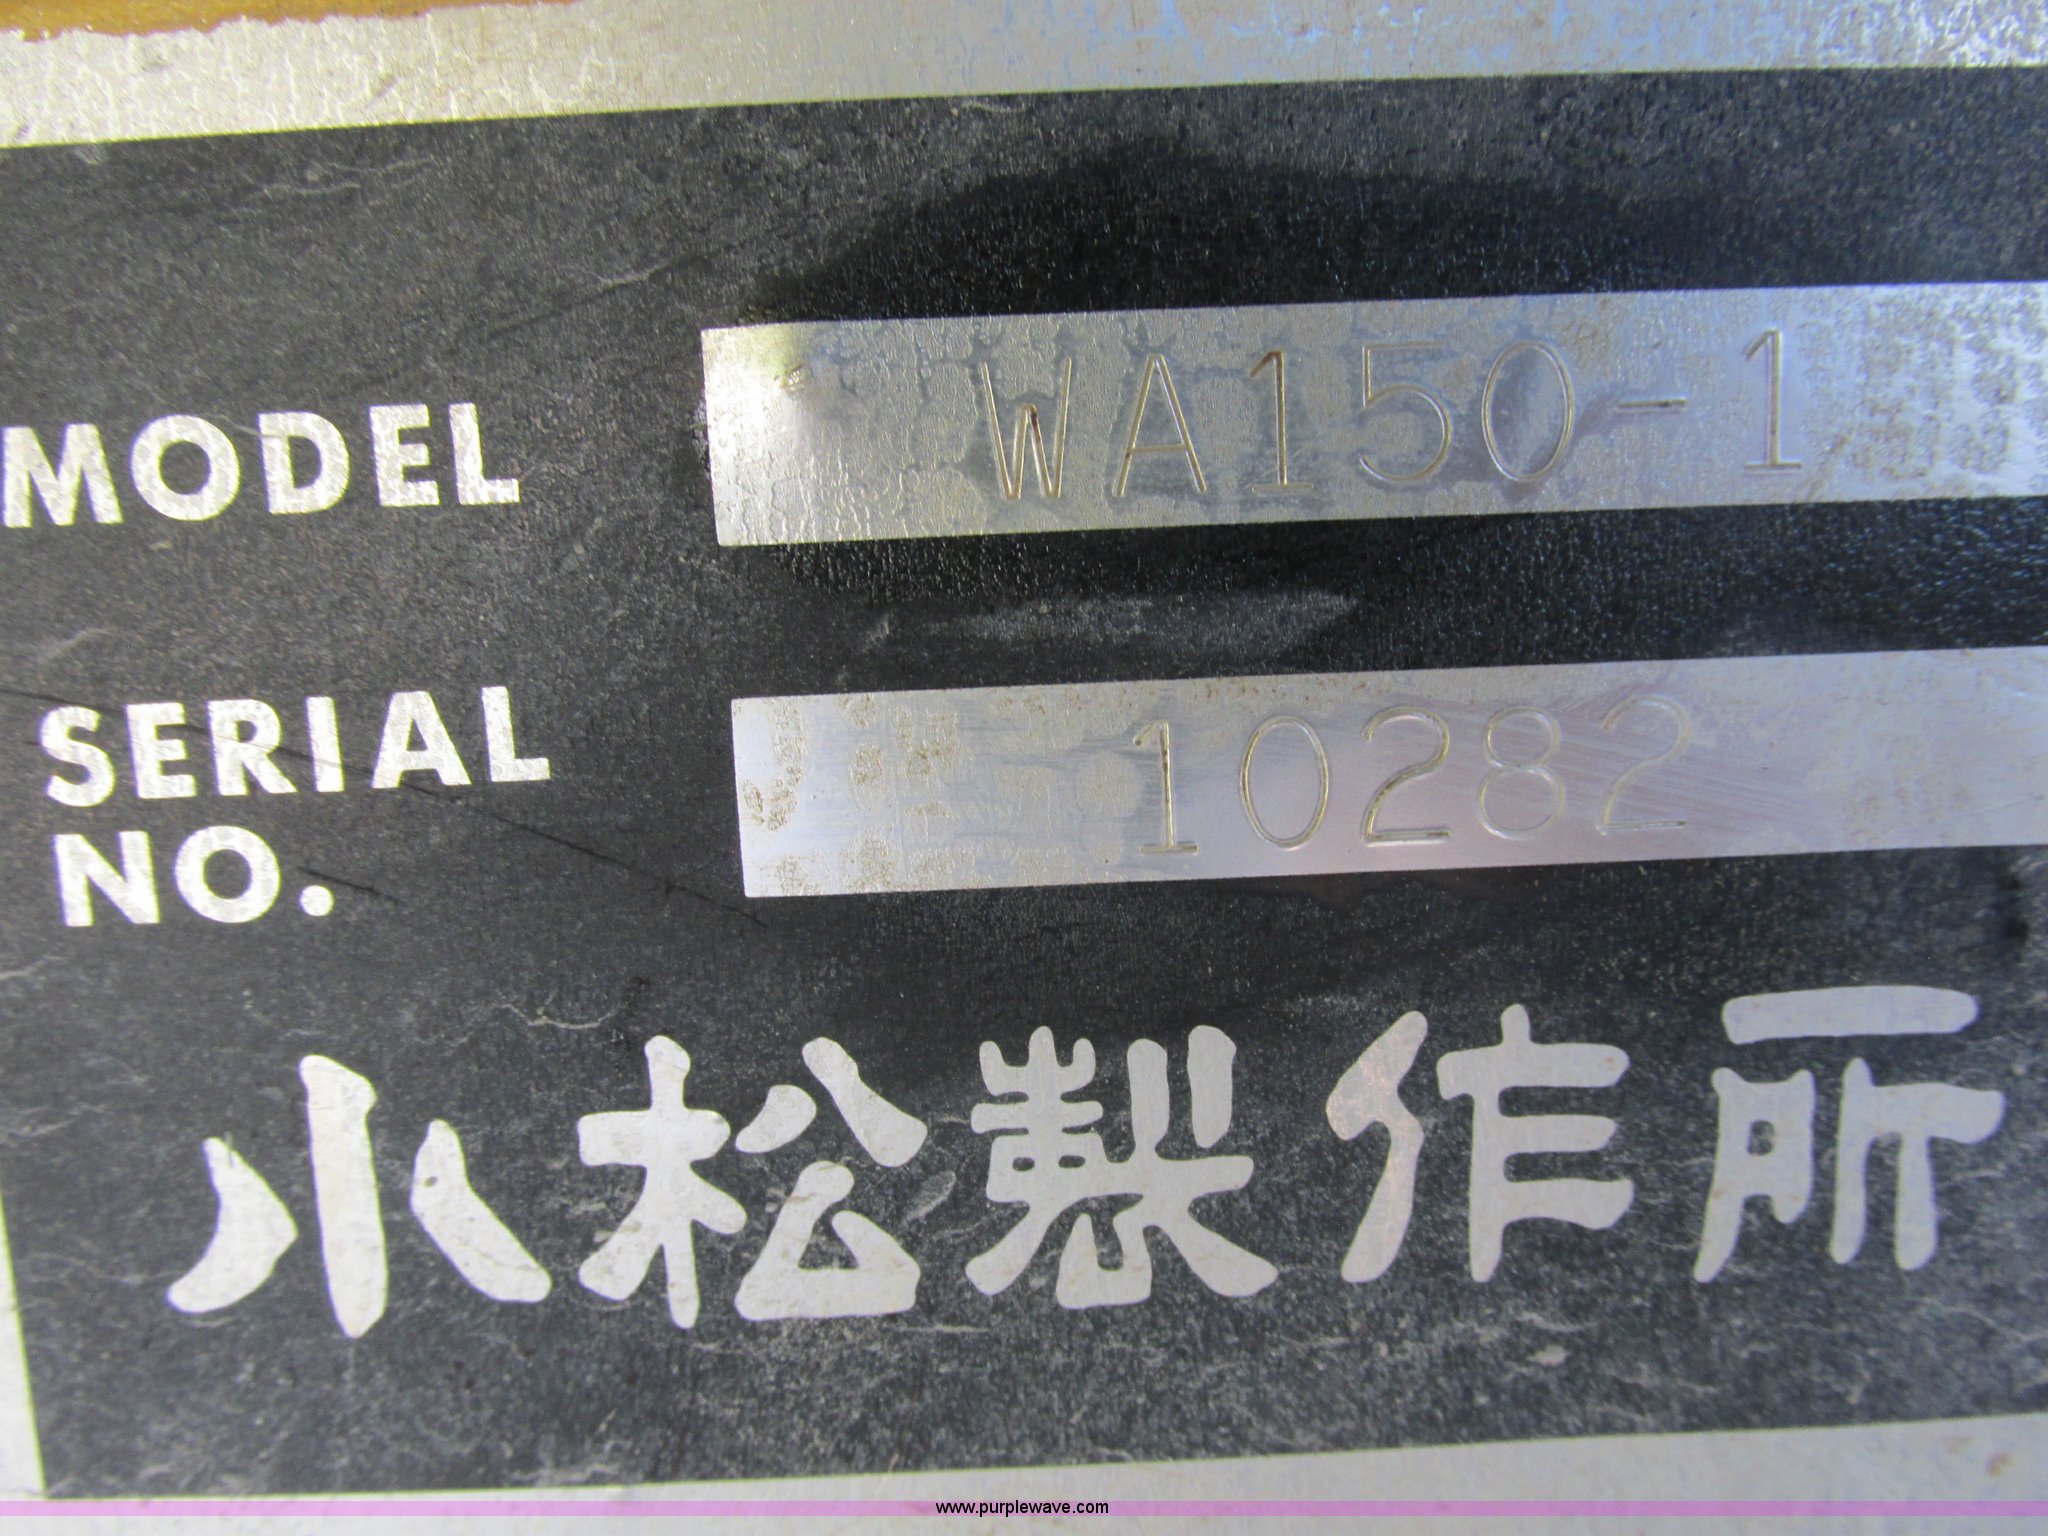 MODEL WA150-1
SERIAL NO. 10282
小松製作所
www.purplewave.com